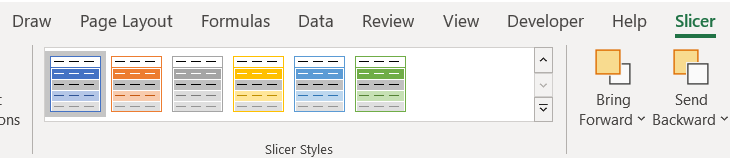 Draw Page Layout Formulas Data Review View Developer Help Slicer
Bring Forward
Send Backward
Slicer Styles